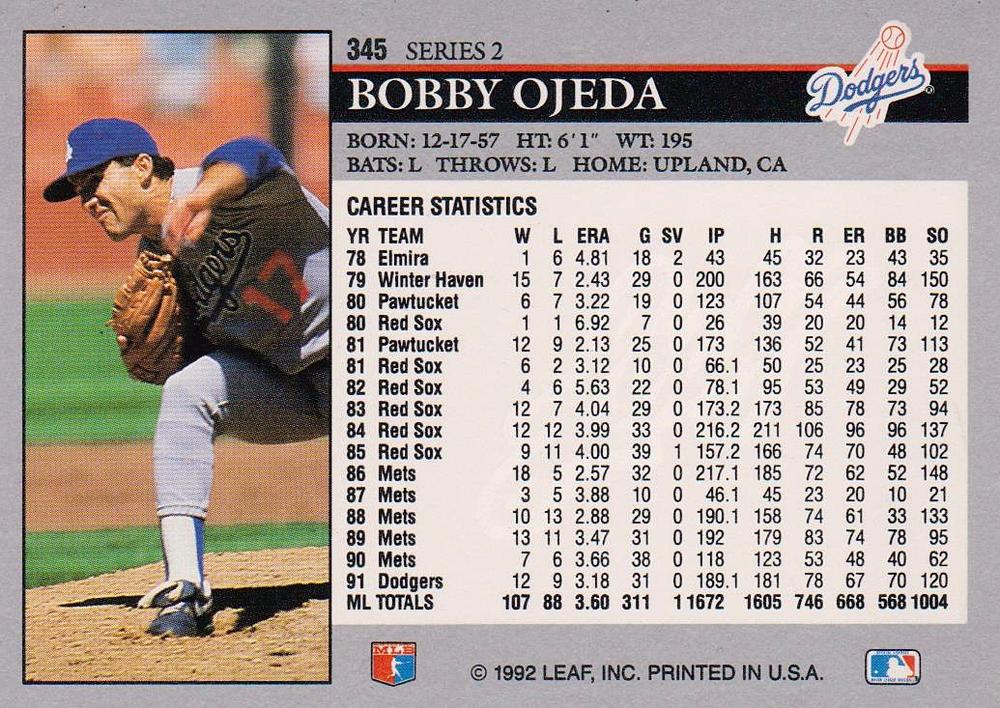 345 SERIES 2
BOBBY OJEDA
Dodgers
BORN: 12-17-57 HT: 6'1" WT: 195
BATS: L THROWS: L HOME: UPLAND, CA
CAREER STATISTICS
YR TEAM W L ERA G SV IP H R ER BB SO
78 Elmira 1 6 4.81 18 2 43 45 32 23 43 35
79 Winter Haven 15 7 2.43 29 0 200 163 66 54 84 150
80 Pawtucket 6 7 3.22 19 0 123 107 54 44 56 78
80 Red Sox 1 1 6.92 7 0 26 39 20 20 14 12
81 Pawtucket 12 9 2.13 25 0 173 136 52 41 73 113
81 Red Sox 6 2 3.12 10 0 66.1 50 25 23 25 28
82 Red Sox 4 6 5.63 22 0 78.1 95 53 49 29 52
83 Red Sox 12 7 4.04 29 0 173.2 173 85 78 73 94
84 Red Sox 12 12 3.99 33 0 216.2 211 106 96 96 137
85 Red Sox 9 11 4.00 39 1 157.2 166 74 70 48 102
86 Mets 18 5 2.57 32 0 217.1 185 72 62 52 148
87 Mets 3 5 3.88 10 0 46.1 45 23 20 10 21
88 Mets 10 13 2.88 29 0 190.1 158 74 61 33 133
89 Mets 13 11 3.47 31 0 192 179 83 74 78 95
90 Mets 7 6 3.66 38 0 118 123 53 48 40 62
91 Dodgers 12 9 3.18 31 0 189.1 181 78 67 70 120
ML TOTALS 107 88 3.60 311 1 1672 1605 746 668 568 1004
MLB
© 1992 LEAF, INC. PRINTED IN U.S.A.
17